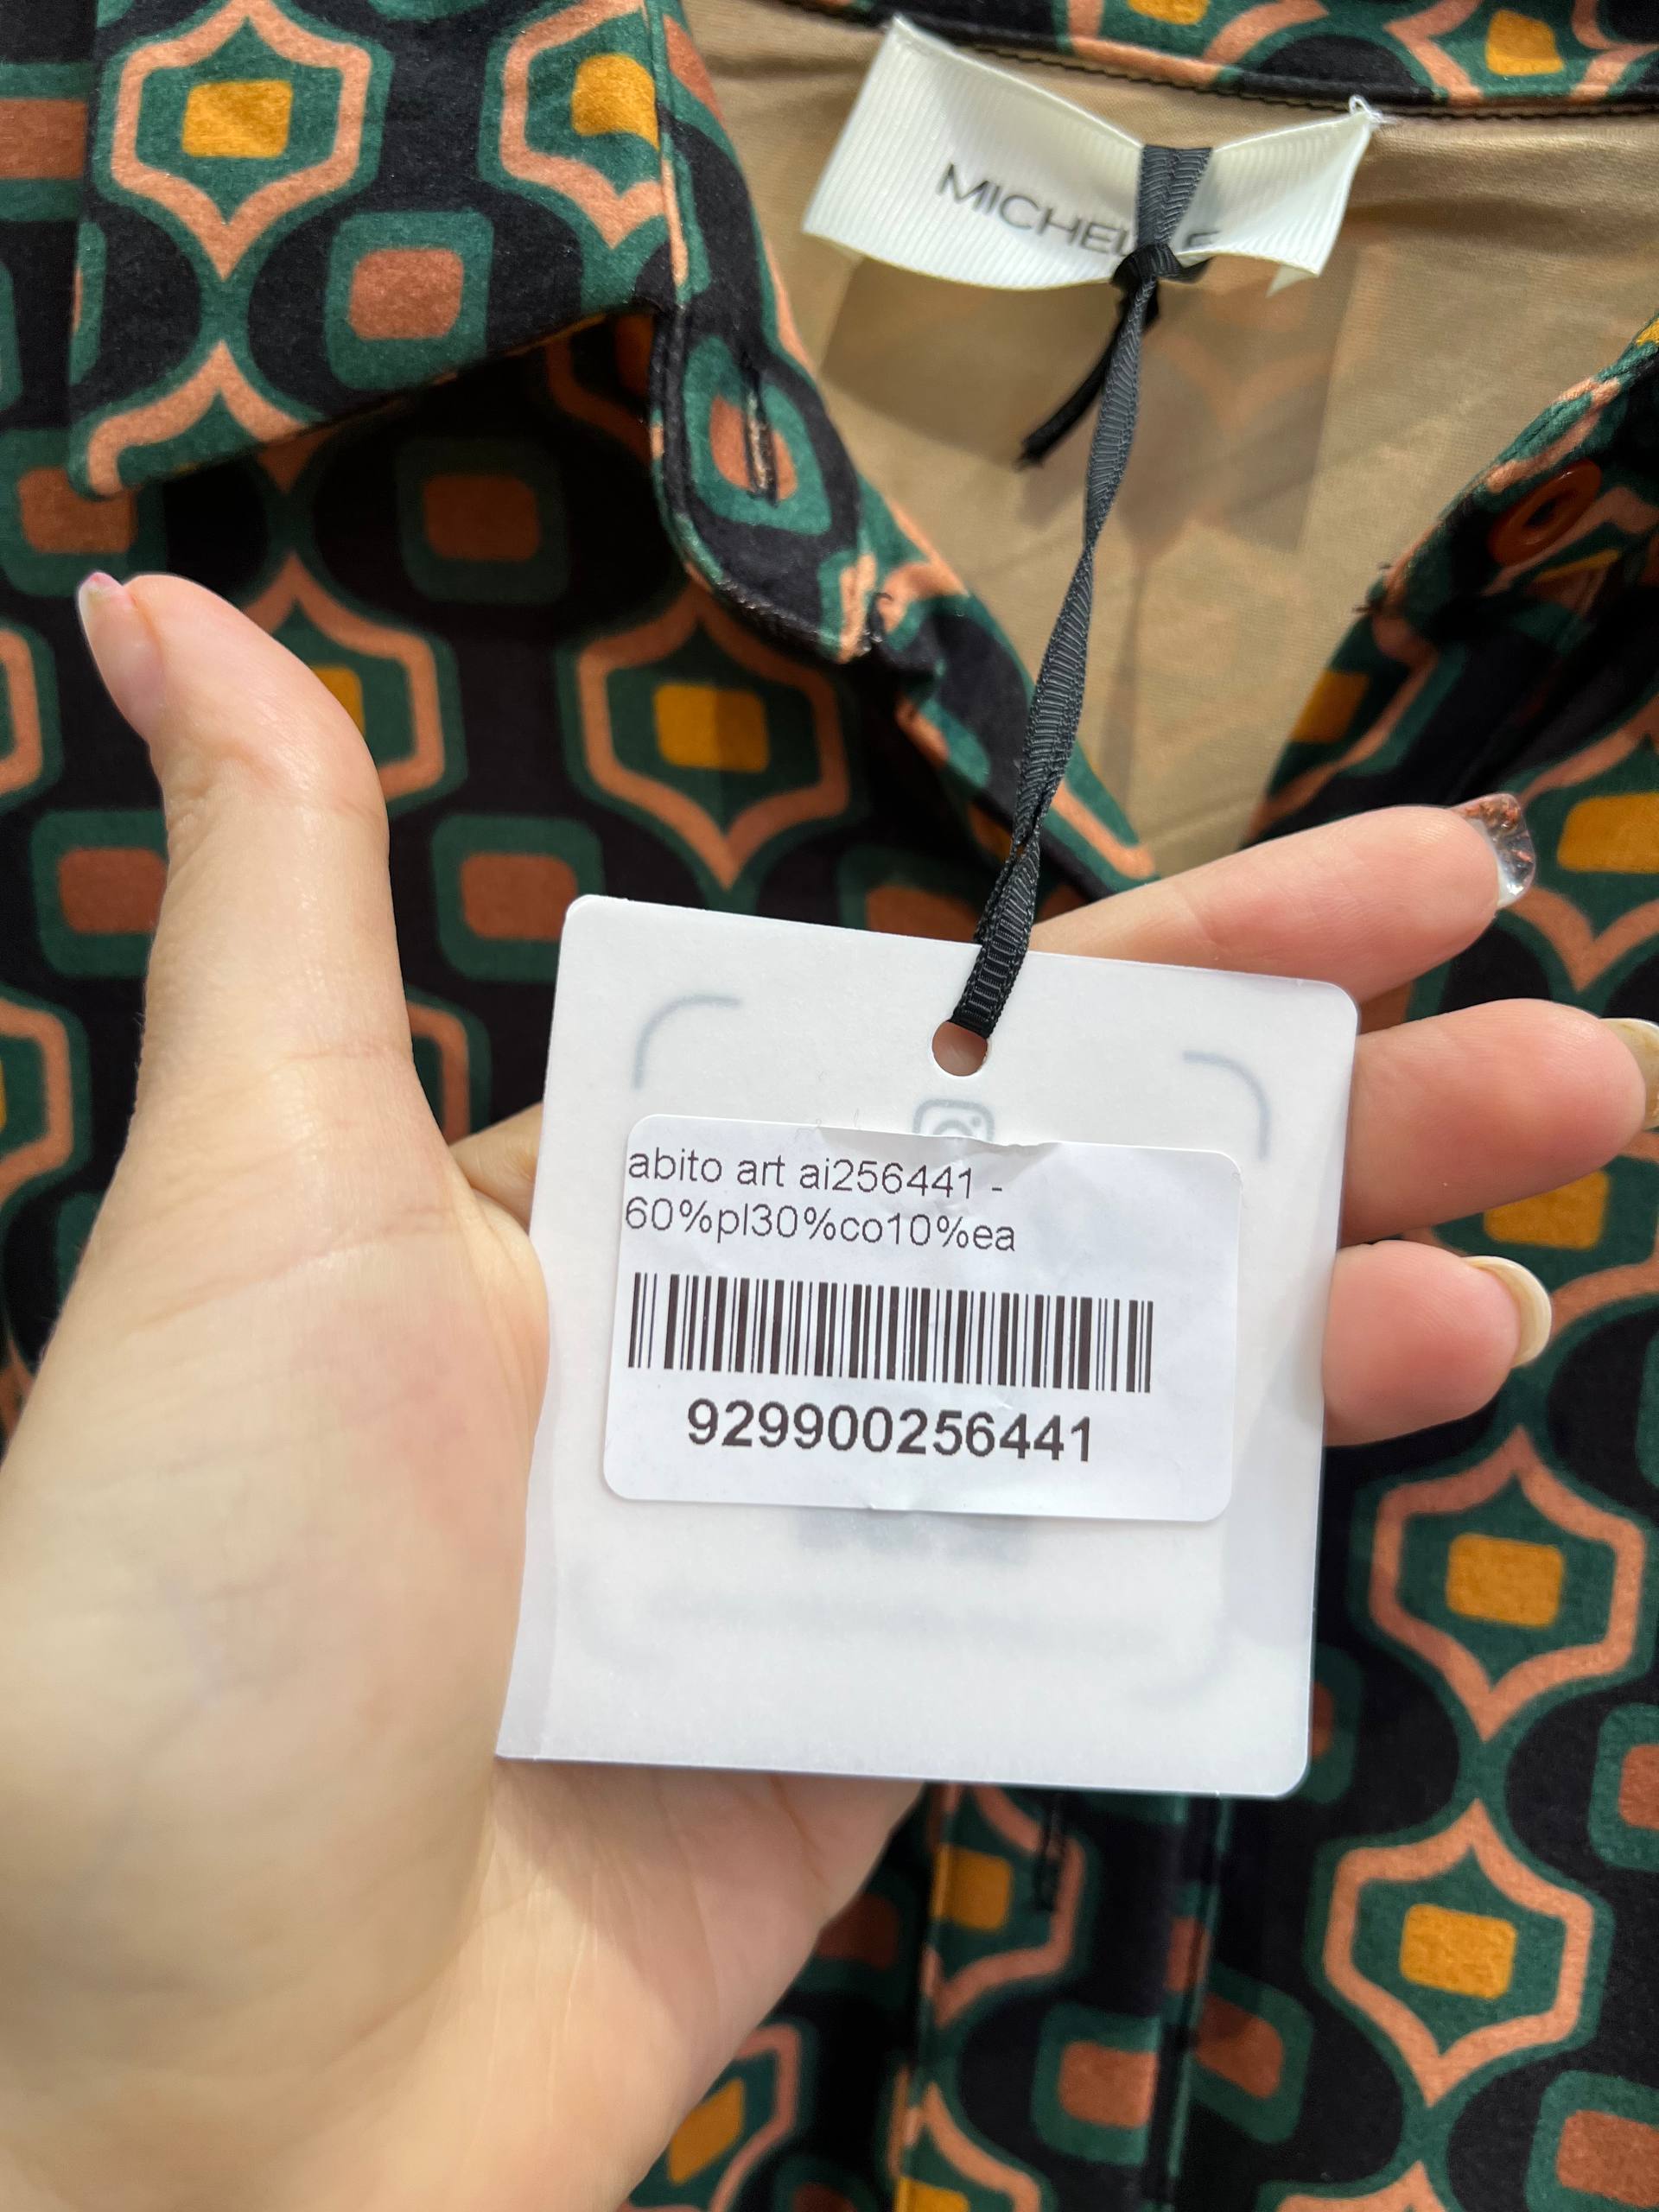 MICHELLE
abito art ai256441 -
60%pl30%co10%ea
929900256441